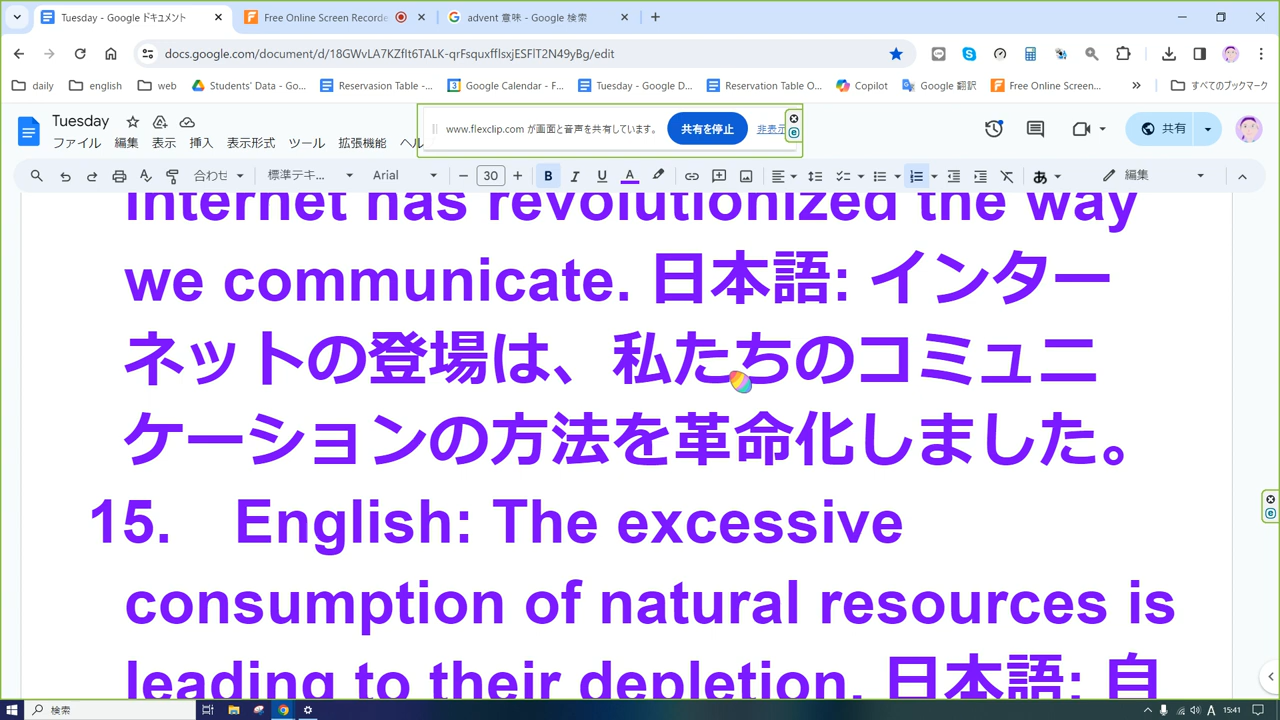 Tuesday - Google ドキュメント
Free Online Screen Recorde
advent 意味 - Google 検索
docs.google.com/document/d/18GWvLA7KZflt6TALK-qrFsquxfflsxjESFlT2N49yBg/edit
daily
english
web
Students' Data - Go...
Reservasion Table -...
Google Calendar - F...
Tuesday - Google D...
Reservation Table O...
Copilot
Google 翻訳
Free Online Screen...
»
すべてのブックマーク
Tuesday
www.flexclip.com が画面と音声を共有しています。
共有を停止
非表示
共有
ファイル 編集 表示 挿入 表示形式 ツール 拡張機能 ヘル
合わせ
標準テキ...
Arial
30
B I U A
あ
編集
internet has revolutionized the way
we communicate. 日本語: インター
ネットの登場は、私たちのコミュニ
ケーションの方法を革命化しました。
15. English: The excessive
consumption of natural resources is
leading to their depletion. 日本語: 自
検索
A
15:41